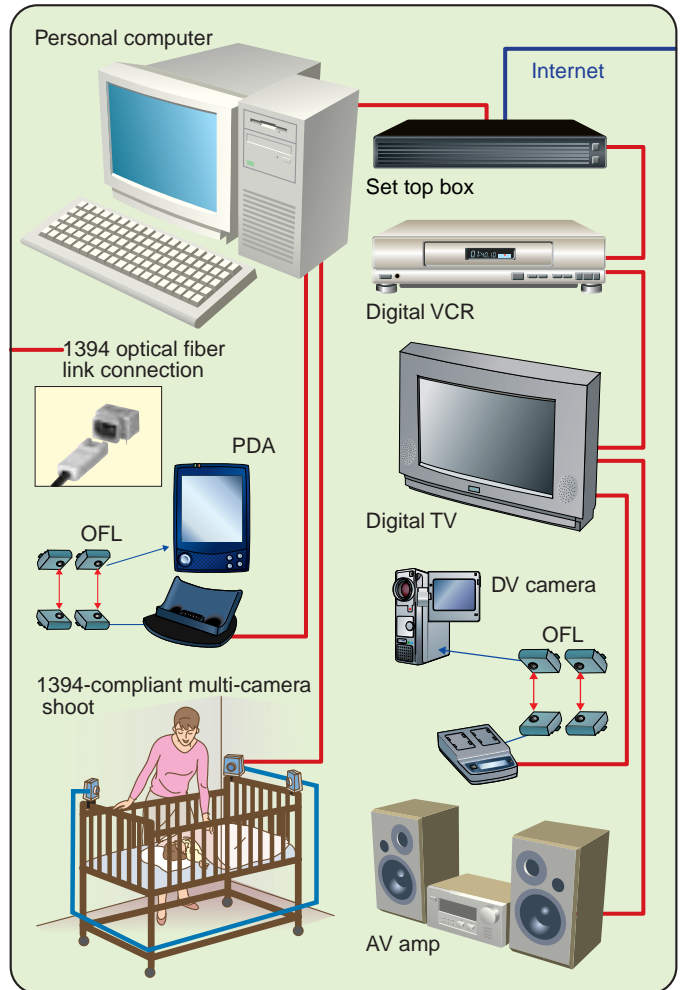 Personal computer
Internet
Set top box
Digital VCR
1394 optical fiber
link connection
PDA
OFL
Digital TV
DV camera
OFL
1394-compliant multi-camera
shoot
AV amp